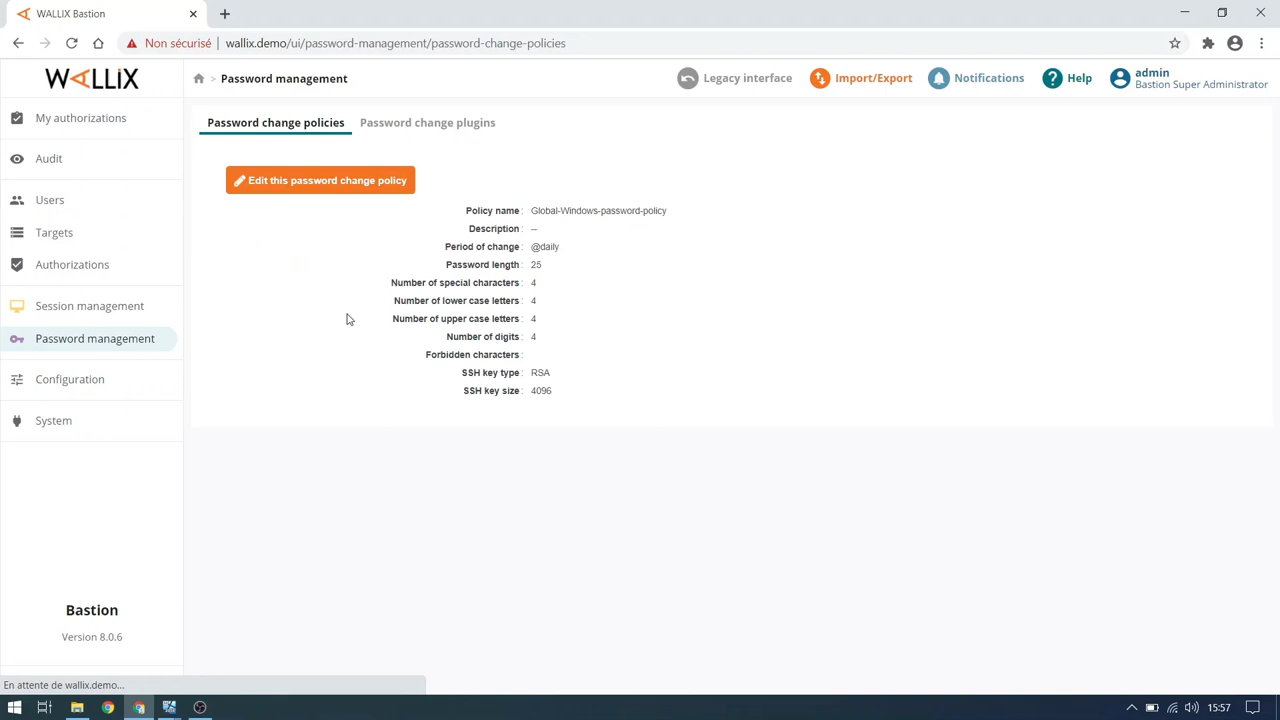 WALLIX Bastion
Non sécurisé
wallix.demo/ui/password-management/password-change-policies
WALLIX
> Password management
Legacy interface
Import/Export
Notifications
Help
admin
Bastion Super Administrator
My authorizations
Audit
Users
Targets
Authorizations
Session management
Password management
Configuration
System
Bastion
Version 8.0.6
Password change policies
Password change plugins
Edit this password change policy
Policy name : Global-Windows-password-policy
Description : --
Period of change : @daily
Password length : 25
Number of special characters : 4
Number of lower case letters : 4
Number of upper case letters : 4
Number of digits : 4
Forbidden characters :
SSH key type : RSA
SSH key size : 4096
En attente de wallix.demo...
15:57